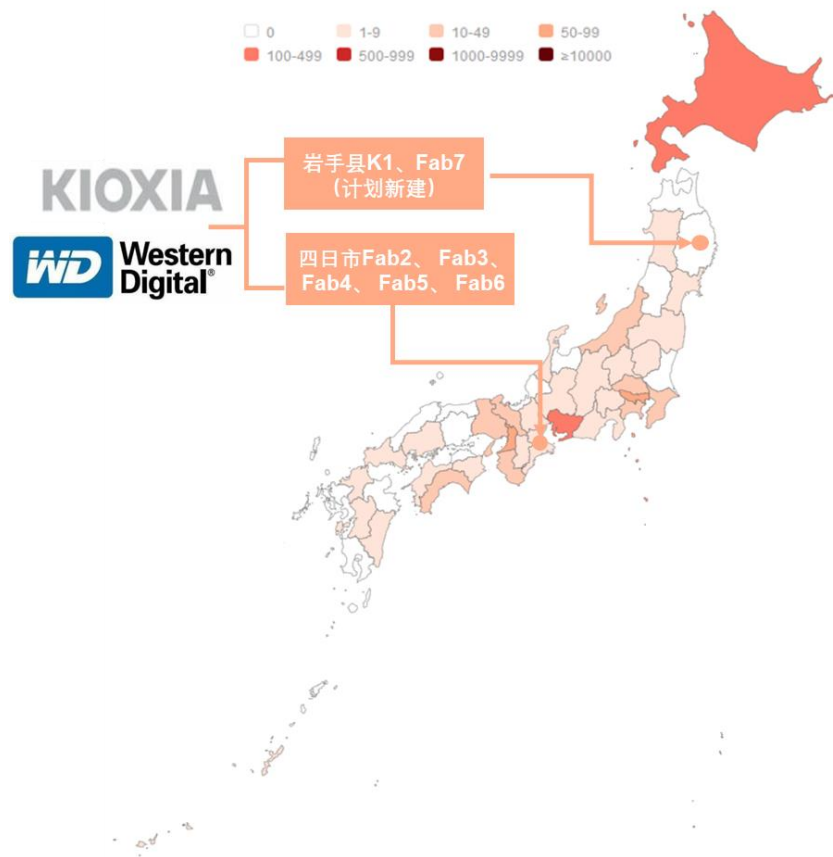 0 1-9 10-49 50-99
100-499 500-999 1000-9999 ≥10000
岩手县K1、Fab7
（计划新建）
KIOXIA
WD Western
Digital®
四日市Fab2、 Fab3、
Fab4、 Fab5、 Fab6